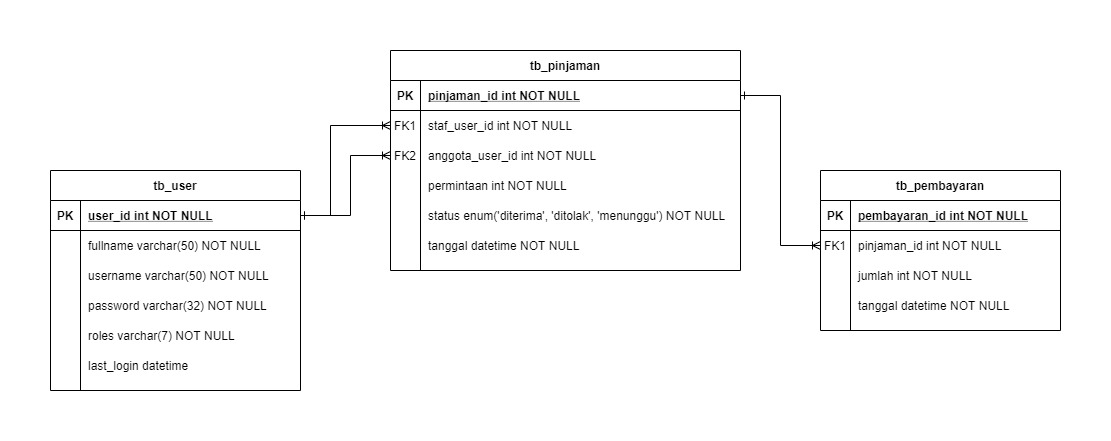 tb_pinjaman
PK pinjaman_id int NOT NULL
FK1 staf_user_id int NOT NULL
FK2 anggota_user_id int NOT NULL
permintaan int NOT NULL
status enum('diterima', 'ditolak', 'menunggu') NOT NULL
tanggal datetime NOT NULL
tb_user
PK user_id int NOT NULL
fullname varchar(50) NOT NULL
username varchar(50) NOT NULL
password varchar(32) NOT NULL
roles varchar(7) NOT NULL
last_login datetime
tb_pembayaran
PK pembayaran_id int NOT NULL
FK1 pinjaman_id int NOT NULL
jumlah int NOT NULL
tanggal datetime NOT NULL